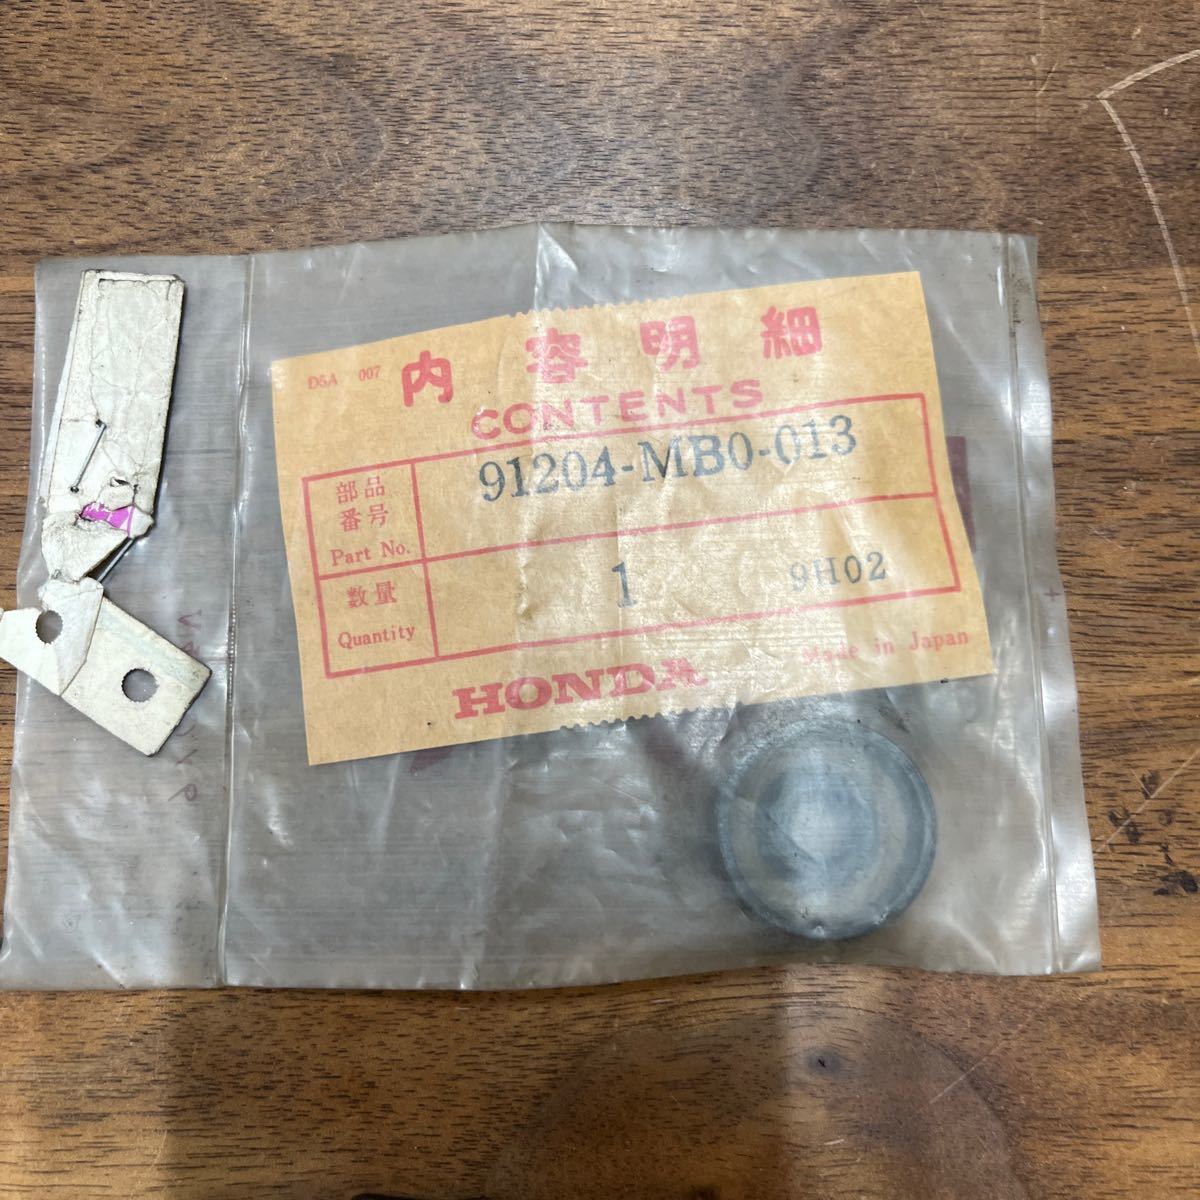 D5A 007
内容明細
CONTENTS
部品番号
Part No.
91204-MB0-013
数量
Quantity
1
9H02
HONDA
Made in Japan